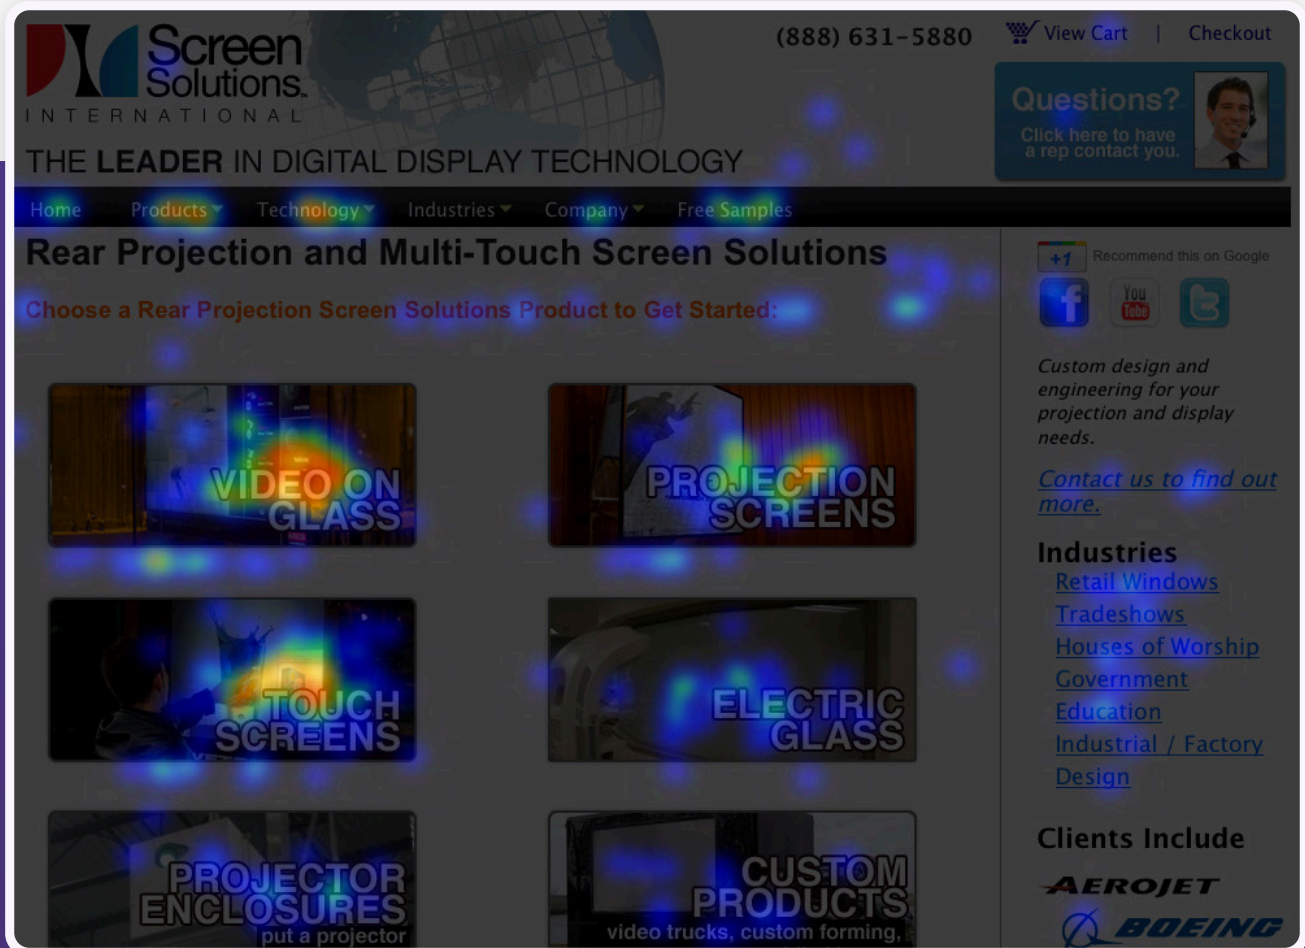 Screen
Solutions
INTERNATIONAL
(888) 631-5880
View Cart | Checkout
Questions?
Click here to have
a rep contact you.
THE LEADER IN DIGITAL DISPLAY TECHNOLOGY
Home Products Technology Industries Company Free Samples
Rear Projection and Multi-Touch Screen Solutions
Choose a Rear Projection Screen Solutions Product to Get Started:
VIDEO ON
GLASS
PROJECTION
SCREENS
TOUCH
SCREENS
ELECTRIC
GLASS
PROJECTOR
ENCLOSURES
put a projector
CUSTOM
PRODUCTS
video trucks, custom forming,
+1 Recommend this on Google
f
You
Tube
t
Custom design and
engineering for your
projection and display
needs.
Contact us to find out
more.
Industries
Retail Windows
Tradeshows
Houses of Worship
Government
Education
Industrial / Factory
Design
Clients Include
AEROJET
BOEING